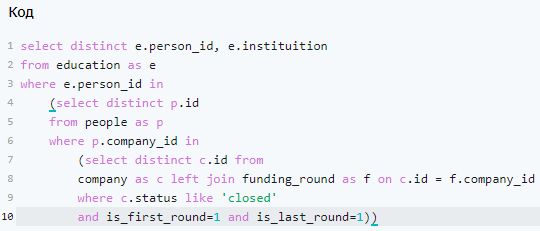 Код
1 select distinct e.person_id, e.instituition
2 from education as e
3 where e.person_id in
4 (select distinct p.id
5 from people as p
6 where p.company_id in
7 (select distinct c.id from
8 company as c left join funding_round as f on c.id = f.company_id
9 where c.status like 'closed'
10 and is_first_round=1 and is_last_round=1))